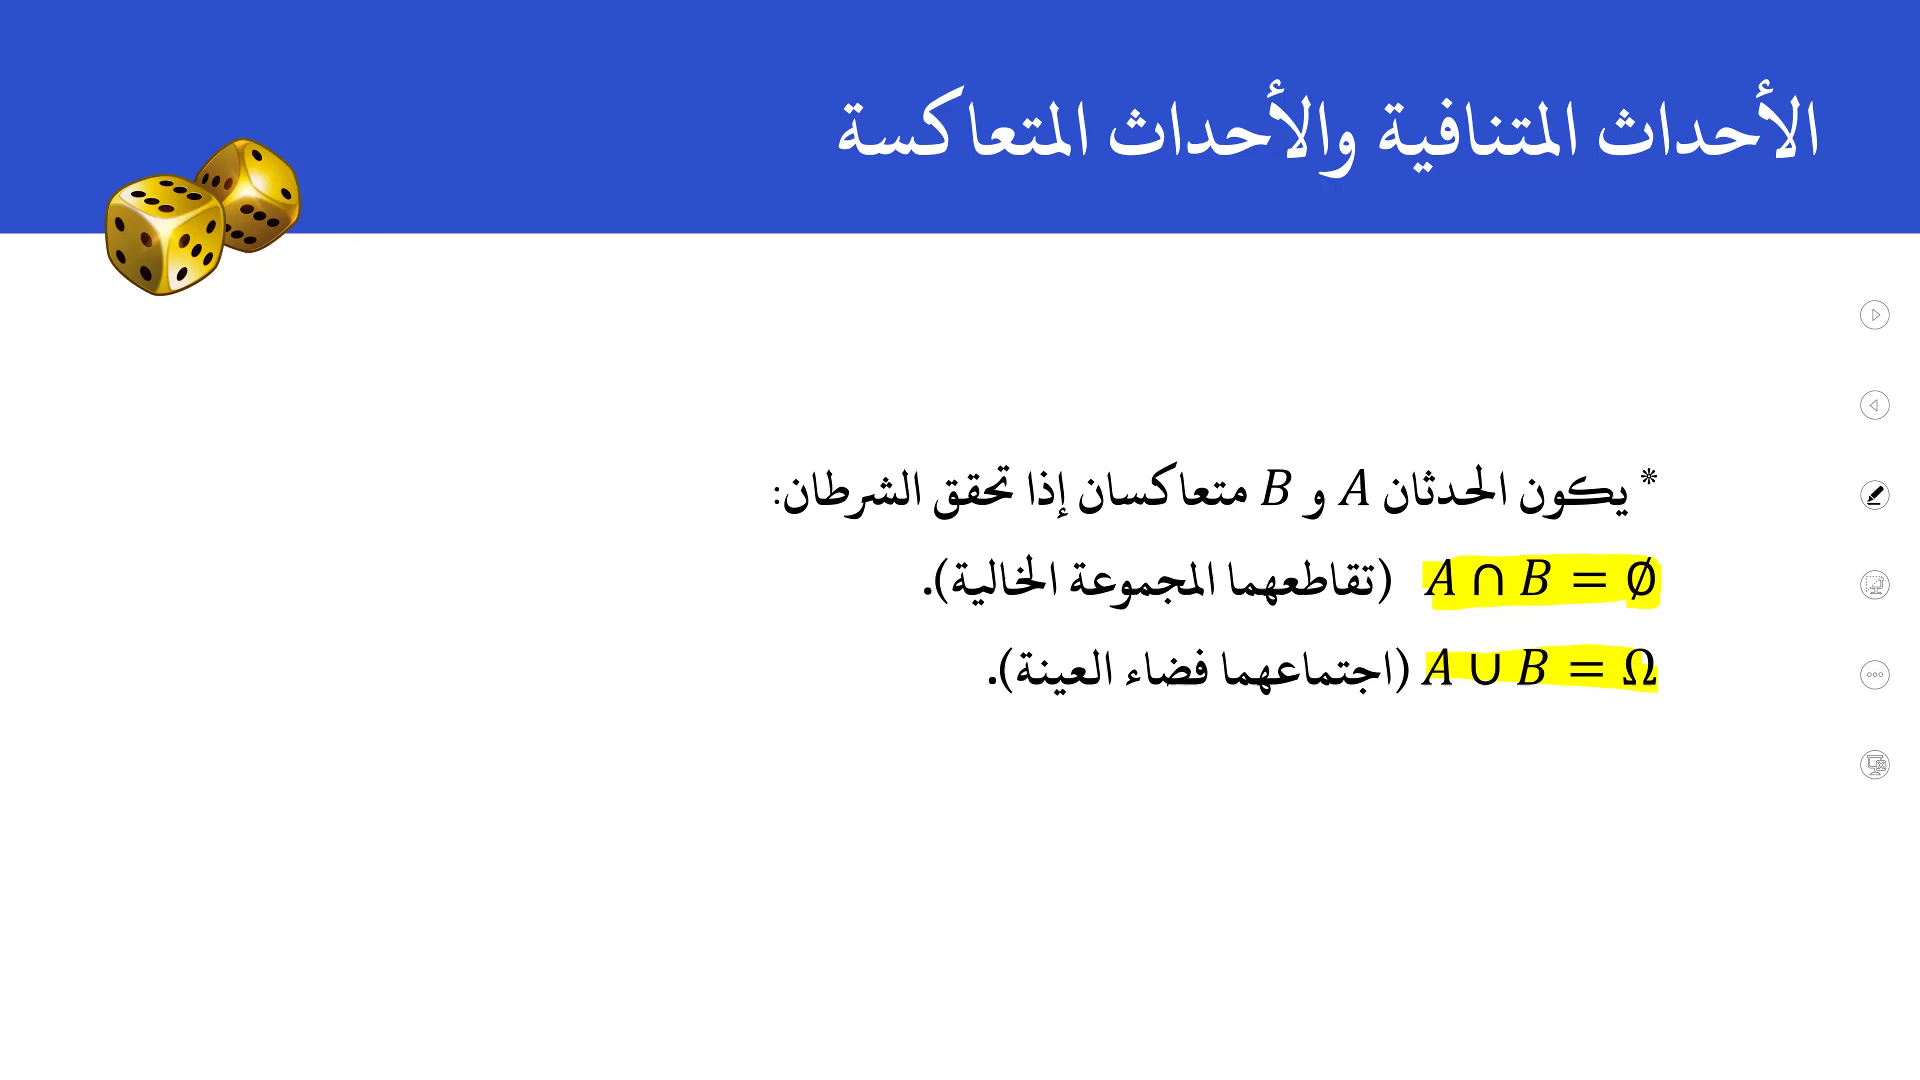 الأحداث المتنافية والأحداث المتعاكسة
* يكون الحدثان A و B متعاكسان إذا تحقق الشرطان:
A ∩ B = ∅ (تقاطعهما المجموعة الخالية).
A ∪ B = Ω (اجتماعهما فضاء العينة).